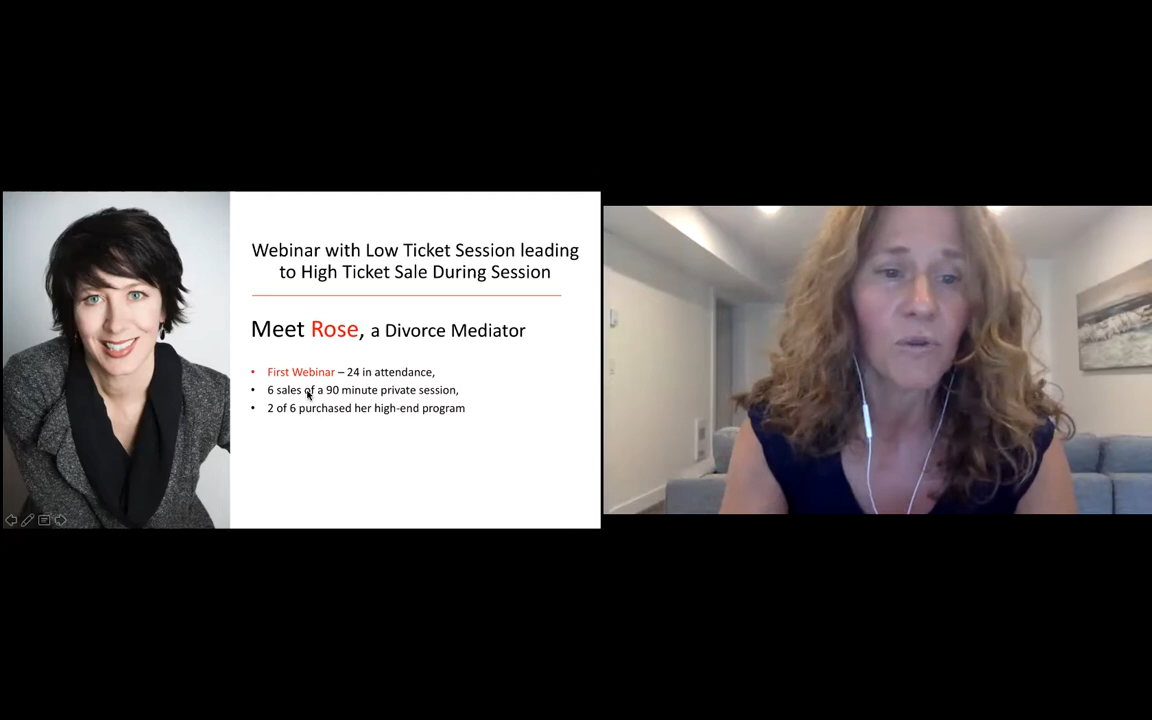 Webinar with Low Ticket Session leading
to High Ticket Sale During Session
Meet Rose, a Divorce Mediator
• First Webinar – 24 in attendance,
• 6 sales of a 90 minute private session,
• 2 of 6 purchased her high-end program